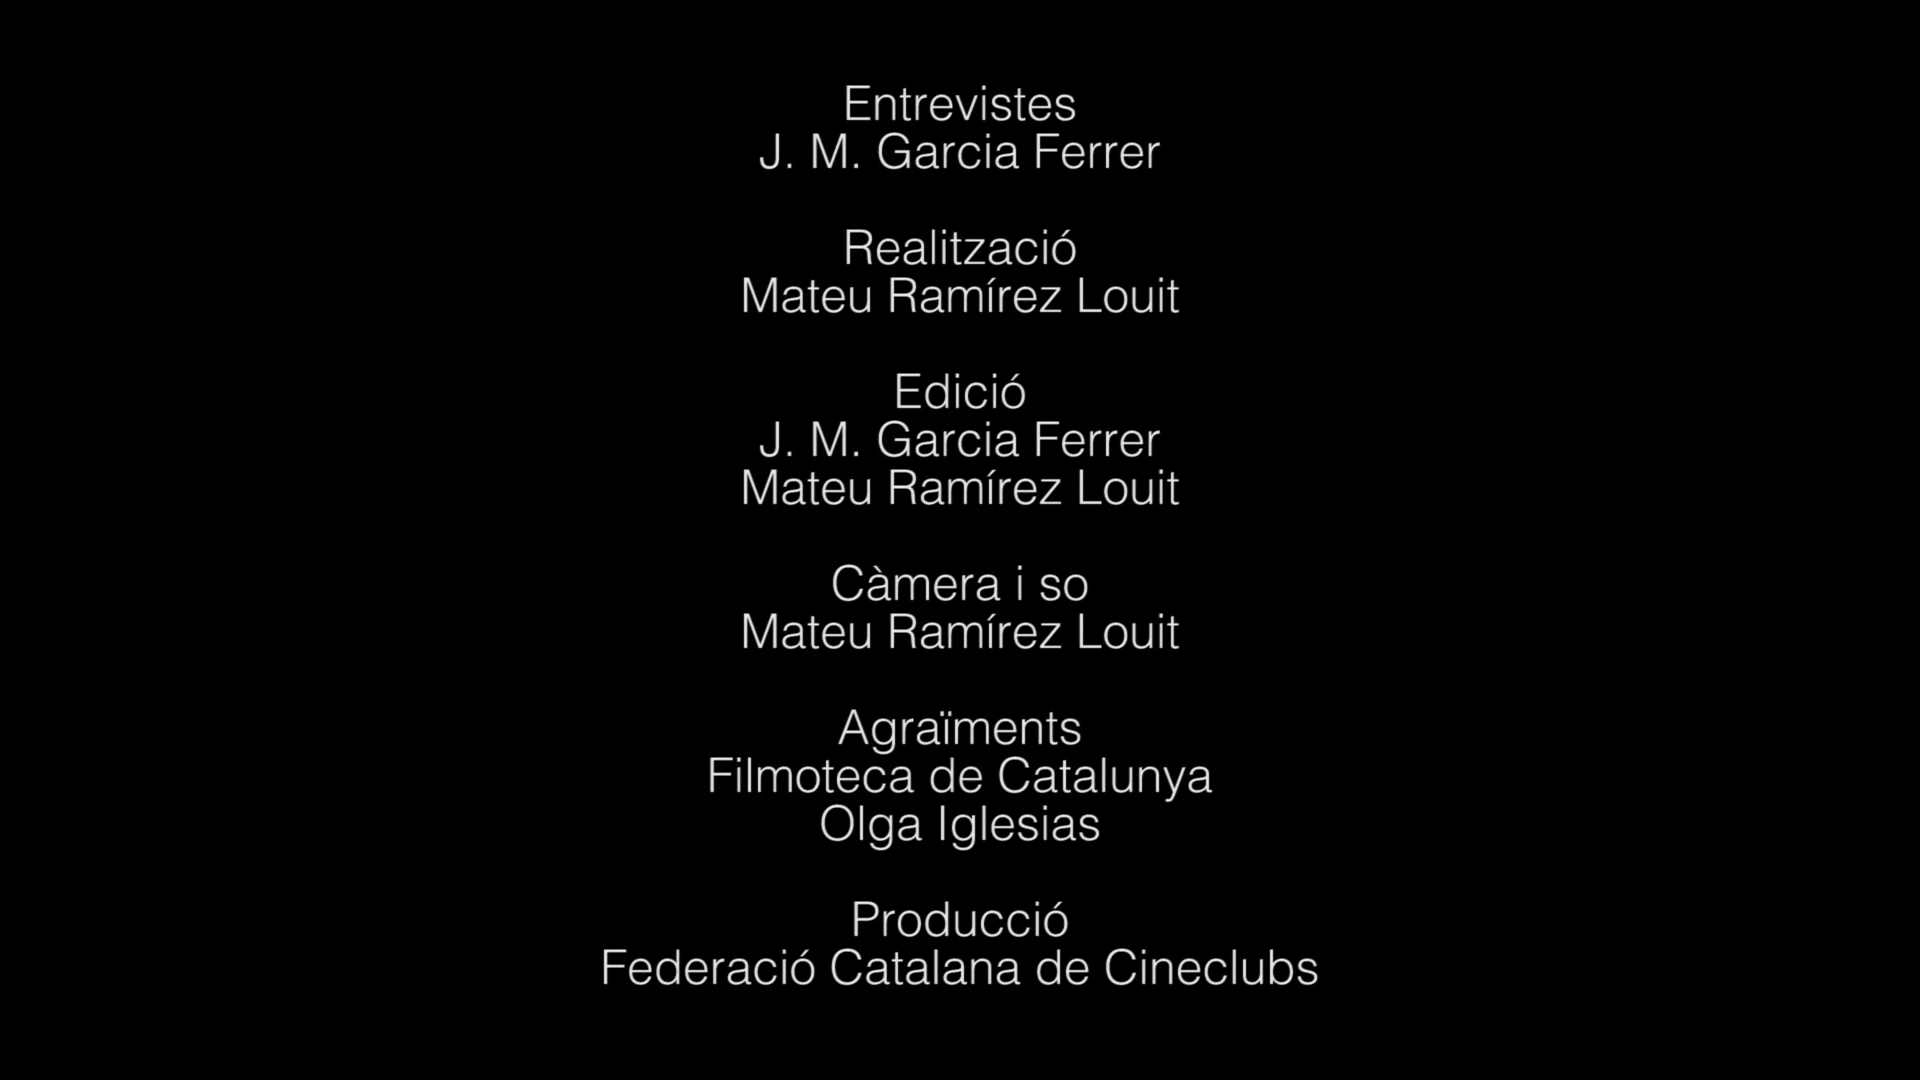 Entrevistes
J. M. Garcia Ferrer
Realització
Mateu Ramírez Louit
Edició
J. M. Garcia Ferrer
Mateu Ramírez Louit
Càmera i so
Mateu Ramírez Louit
Agraïments
Filmoteca de Catalunya
Olga Iglesias
Producció
Federació Catalana de Cineclubs